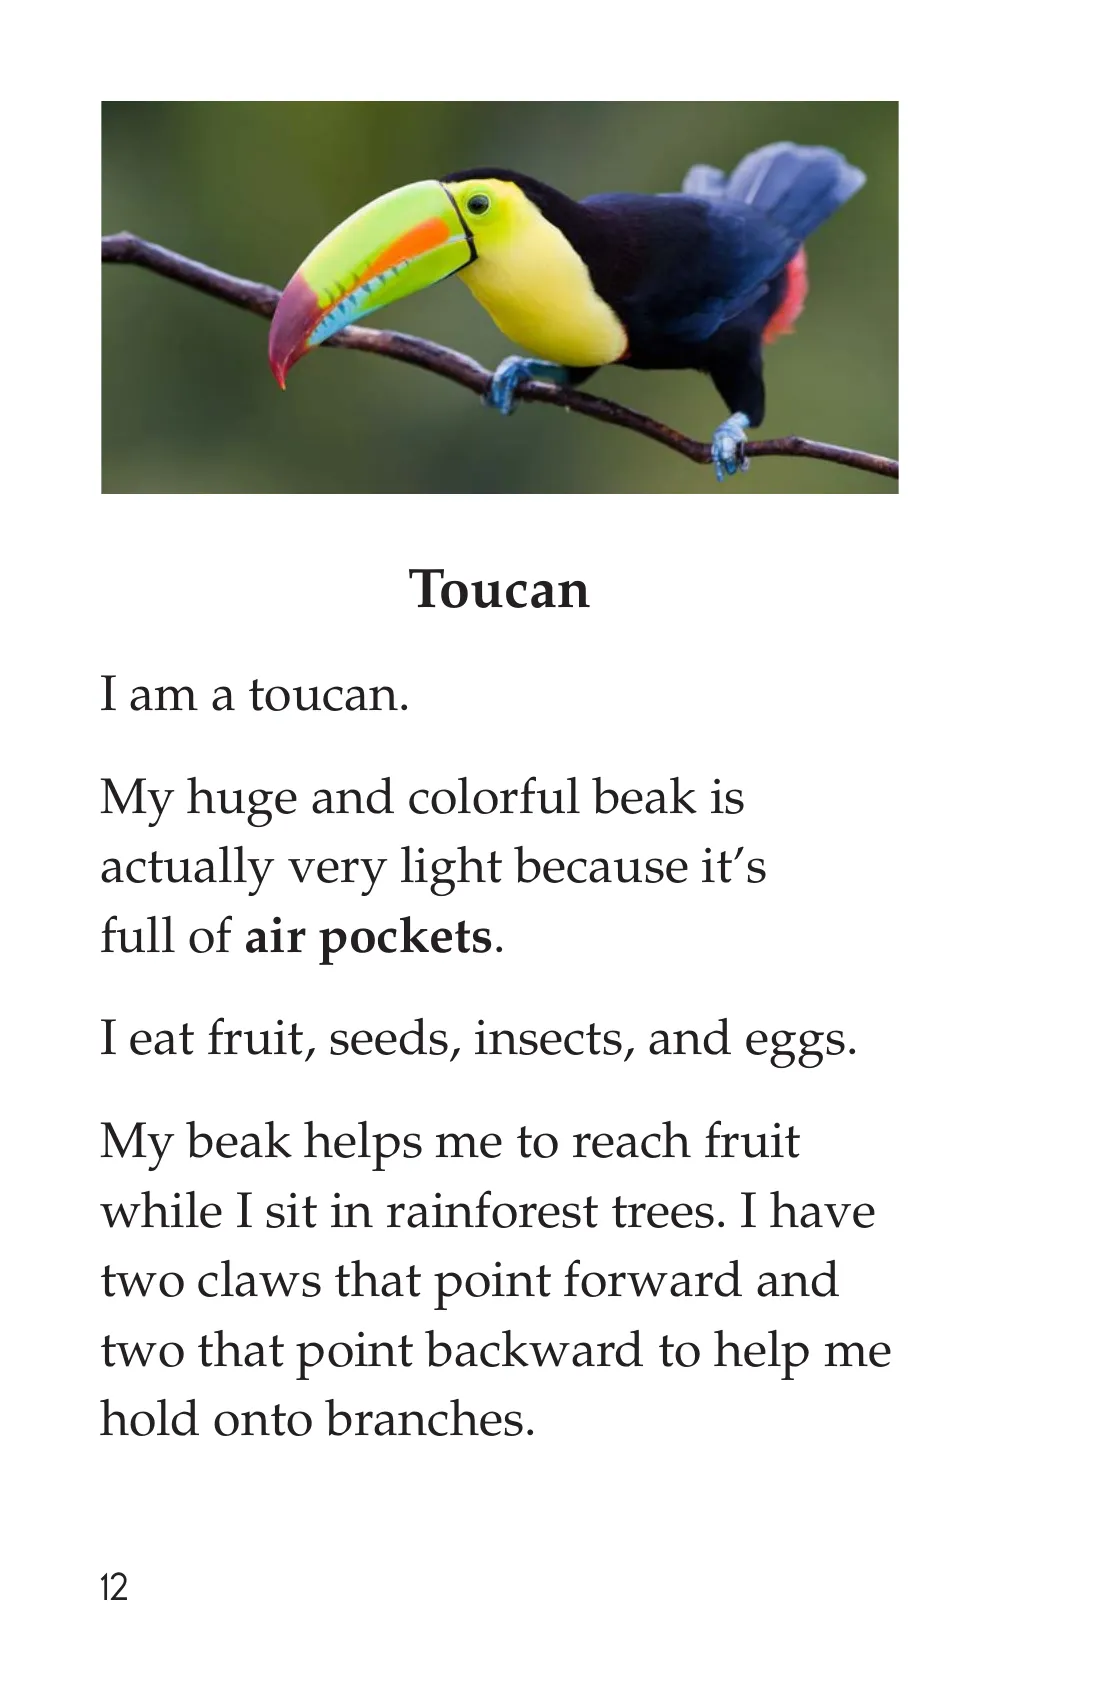 Toucan
I am a toucan.
My huge and colorful beak is
actually very light because it’s
full of air pockets.
I eat fruit, seeds, insects, and eggs.
My beak helps me to reach fruit
while I sit in rainforest trees. I have
two claws that point forward and
two that point backward to help me
hold onto branches.
12